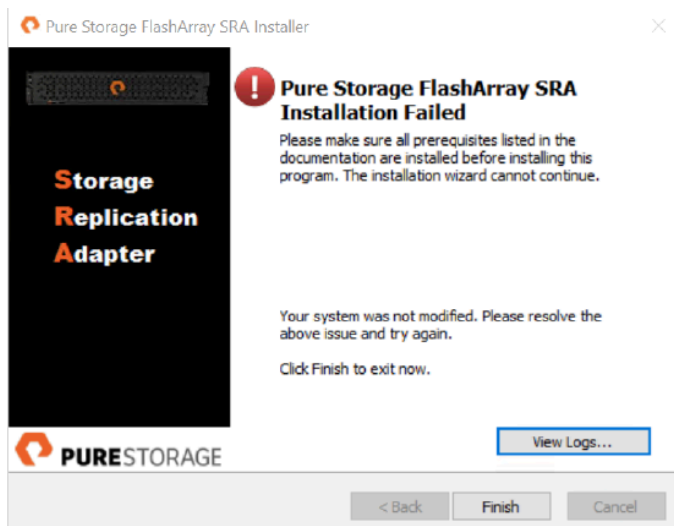 Pure Storage FlashArray SRA Installer
Pure Storage FlashArray SRA
Installation Failed
Please make sure all prerequisites listed in the
documentation are installed before installing this
program. The installation wizard cannot continue.
Storage
Replication
Adapter
Your system was not modified. Please resolve the
above issue and try again.
Click Finish to exit now.
View Logs...
PURESTORAGE
< Back
Finish
Cancel